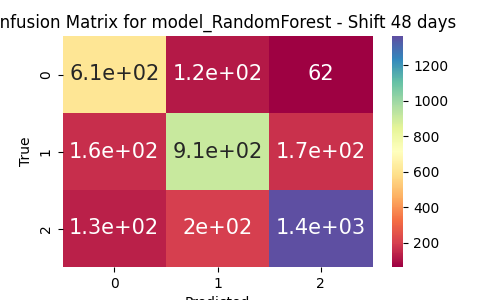 nfusion Matrix for model_RandomForest - Shift 48 days
0 6.1e+02 1.2e+02 62
1 1.6e+02 9.1e+02 1.7e+02
2 1.3e+02 2e+02 1.4e+03
0 1 2
True
Predicted
1200
1000
800
600
400
200